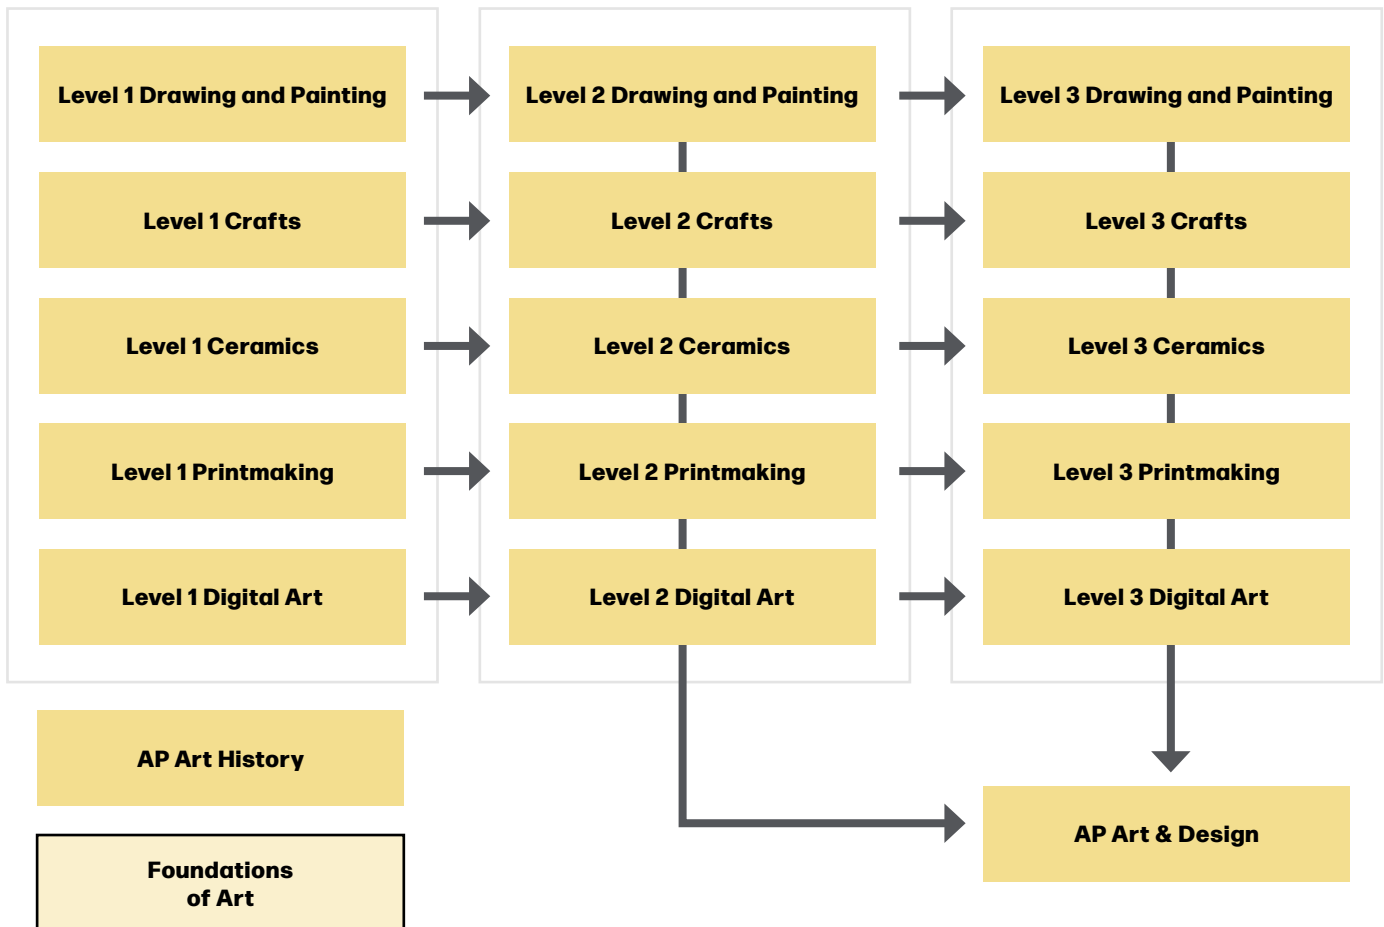 Level 1 Drawing and Painting
Level 2 Drawing and Painting
Level 3 Drawing and Painting
Level 1 Crafts
Level 2 Crafts
Level 3 Crafts
Level 1 Ceramics
Level 2 Ceramics
Level 3 Ceramics
Level 1 Printmaking
Level 2 Printmaking
Level 3 Printmaking
Level 1 Digital Art
Level 2 Digital Art
Level 3 Digital Art
AP Art History
AP Art & Design
Foundations
of Art